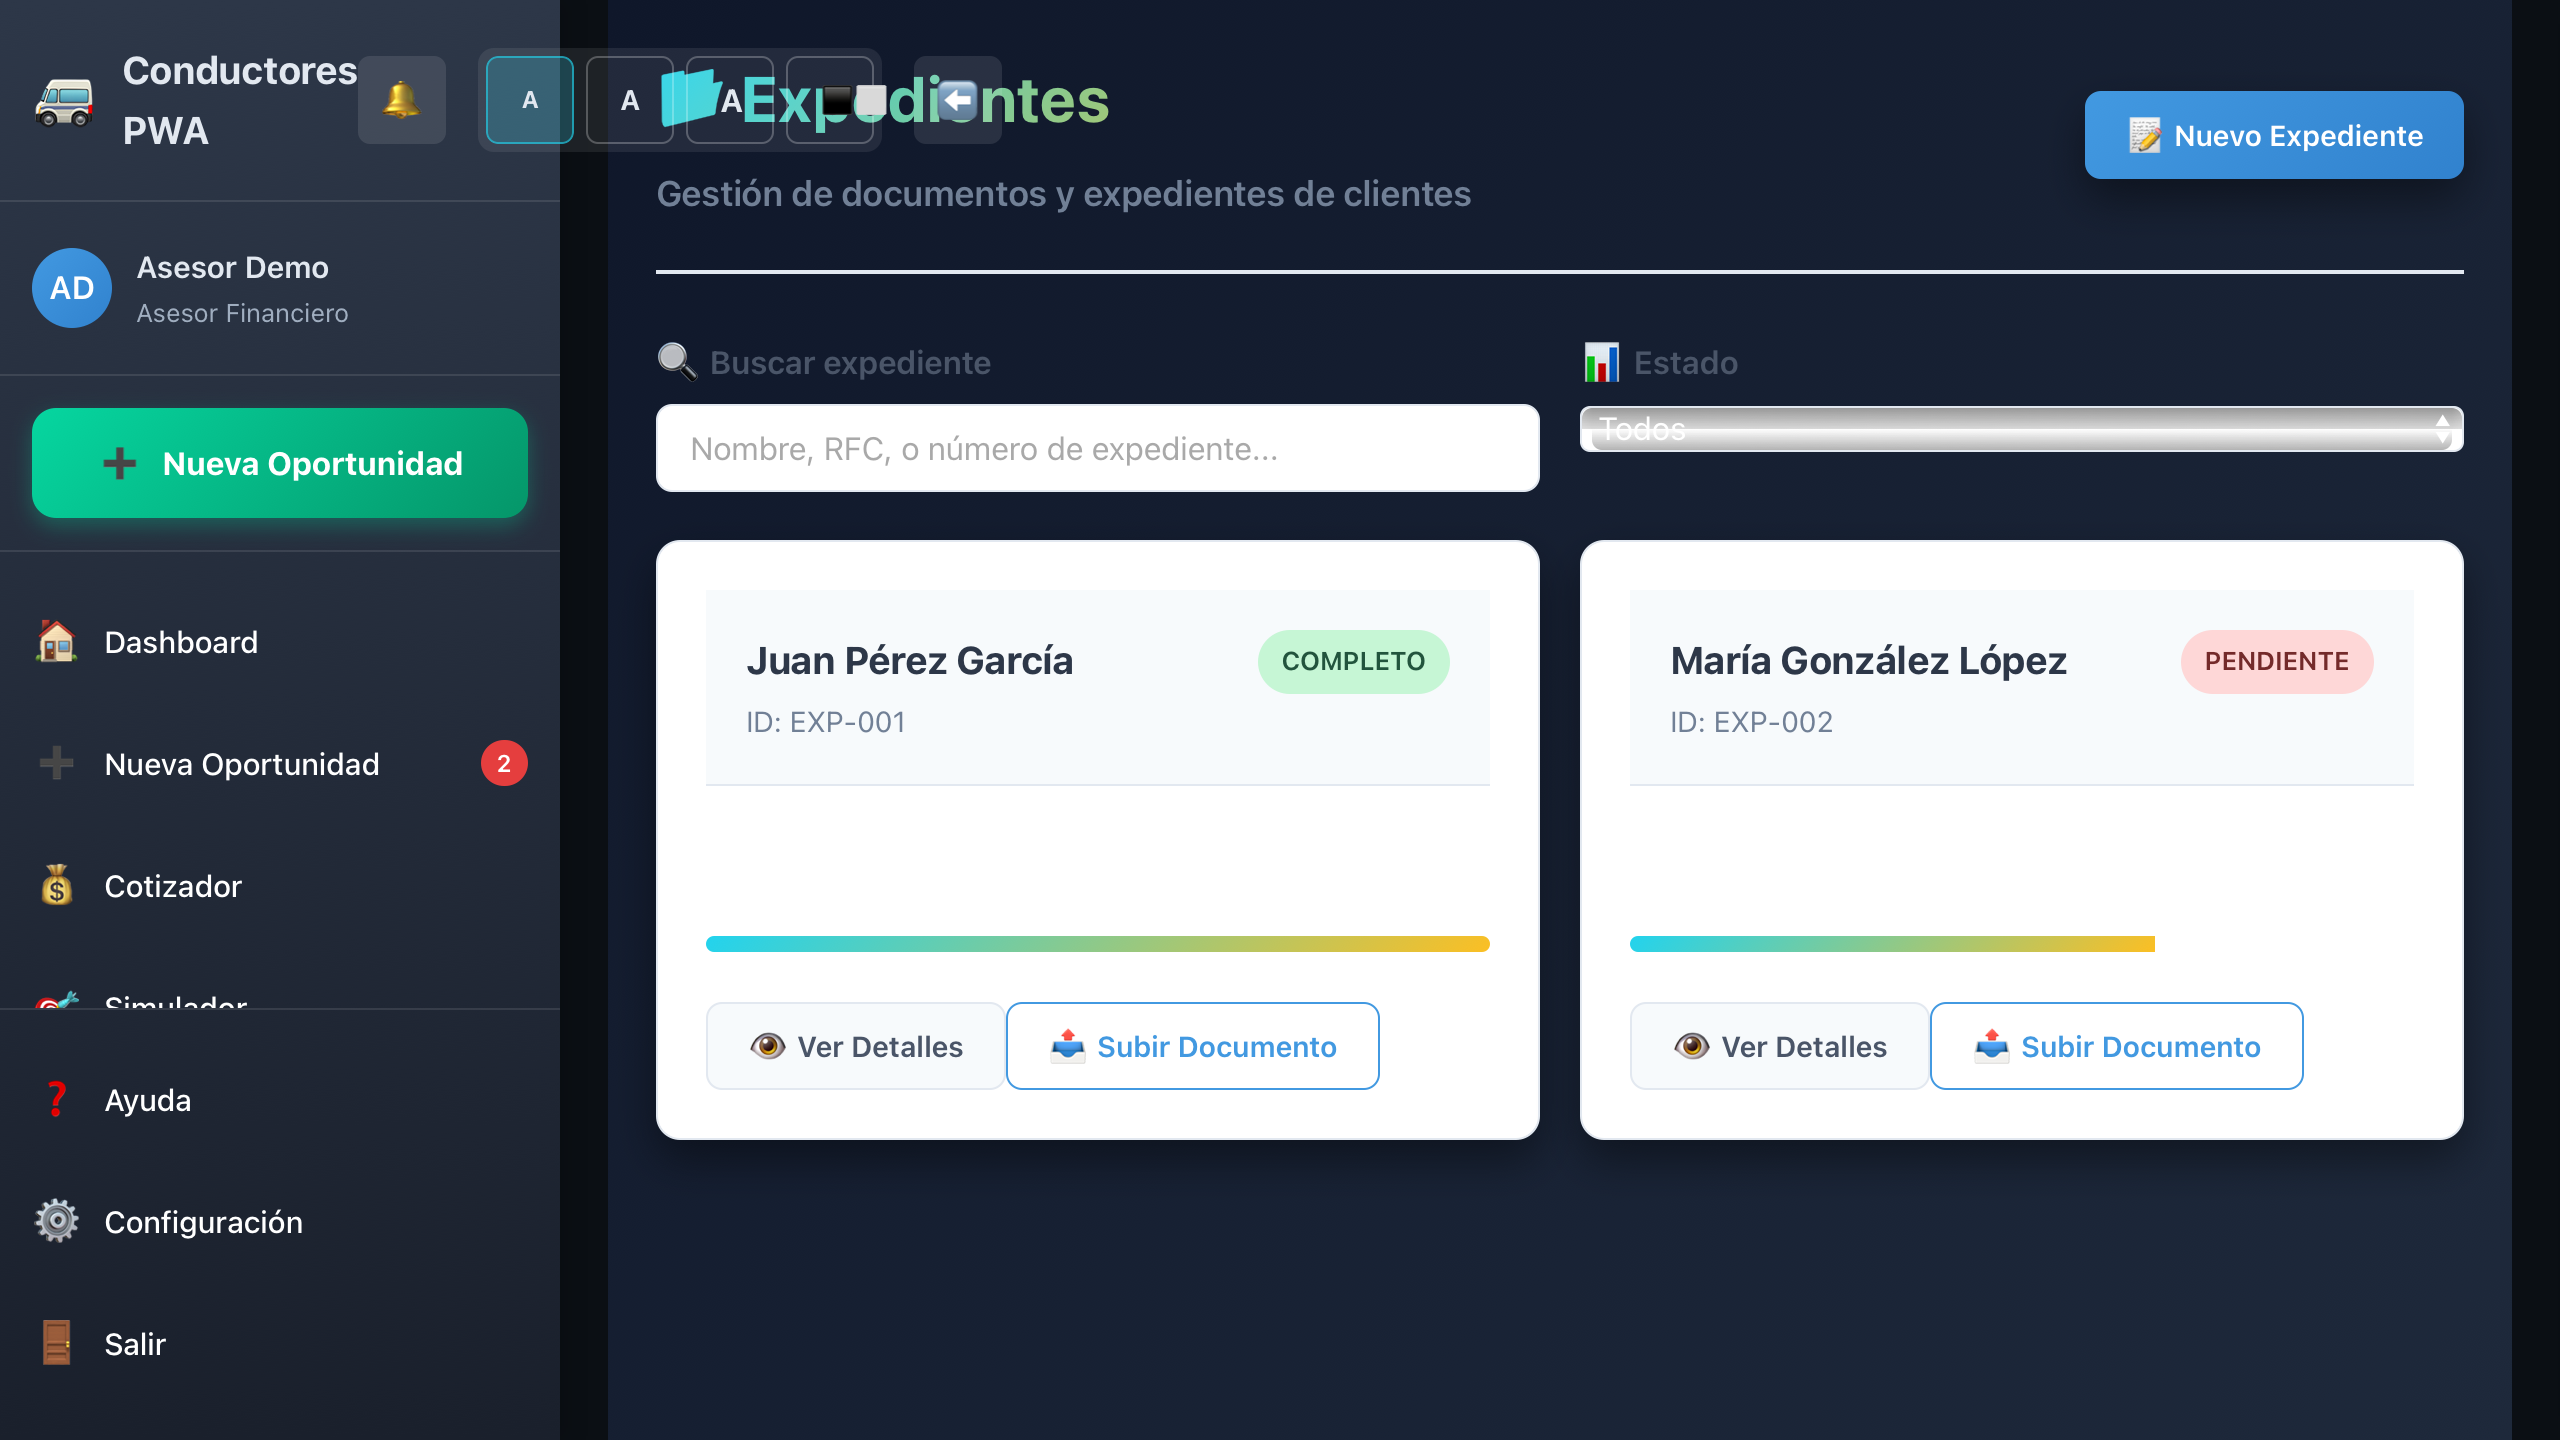 Conductores
PWA
A
A
A
Expedientes
Nuevo Expediente
Gestión de documentos y expedientes de clientes
AD
Asesor Demo
Asesor Financiero
Nueva Oportunidad
Buscar expediente
Estado
Nombre, RFC, o número de expediente...
Todos
Dashboard
Nueva Oportunidad
2
Cotizador
Simulador
Ayuda
Configuración
Salir
Juan Pérez García
COMPLETO
ID: EXP-001
Ver Detalles
Subir Documento
María González López
PENDIENTE
ID: EXP-002
Ver Detalles
Subir Documento